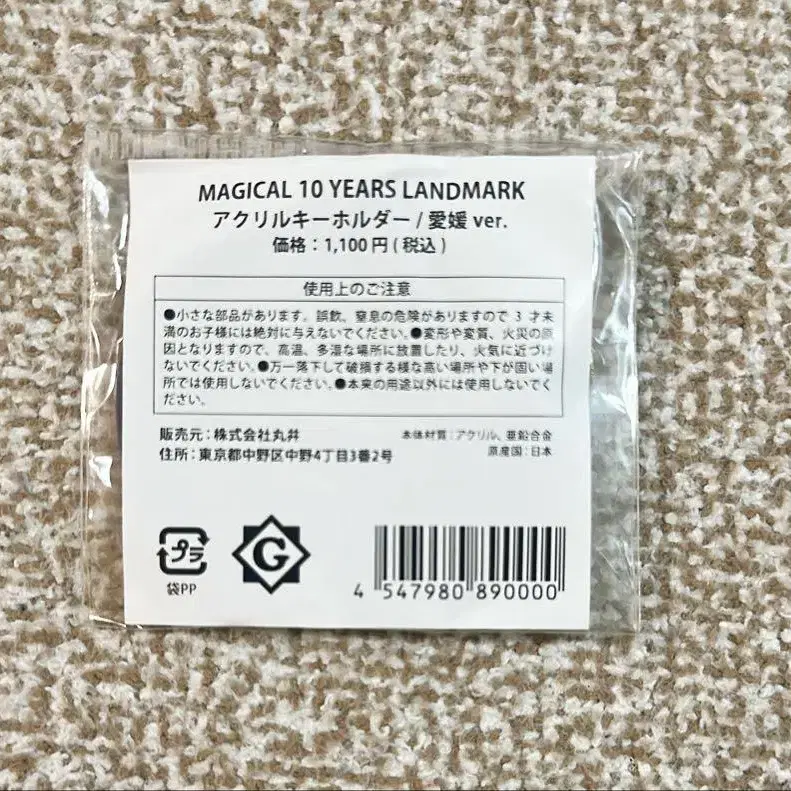 MAGICAL 10 YEARS LANDMARK
アクリルキーホルダー / 愛媛 ver.
価格：1,100円 ( 税込 )
使用上のご注意
●小さな部品があります。誤飲、窒息の危険がありますので 3 才未
満のお子様には絶対に与えないでください。●変形や変質、火災の原
因となりますので、高温、多湿な場所に放置したり、火気に近づけ
ないでください。●万一落下して破損する様な高い場所や下が固い場
所では使用しないでください。●本来の用途以外には使用しないでく
ださい。
販売元：株式会社丸井
住所：東京都中野区中野4丁目3番2号
本体材質：アクリル、亜鉛合金
原産国：日本
プラ
袋PP
G
4 547980 890000